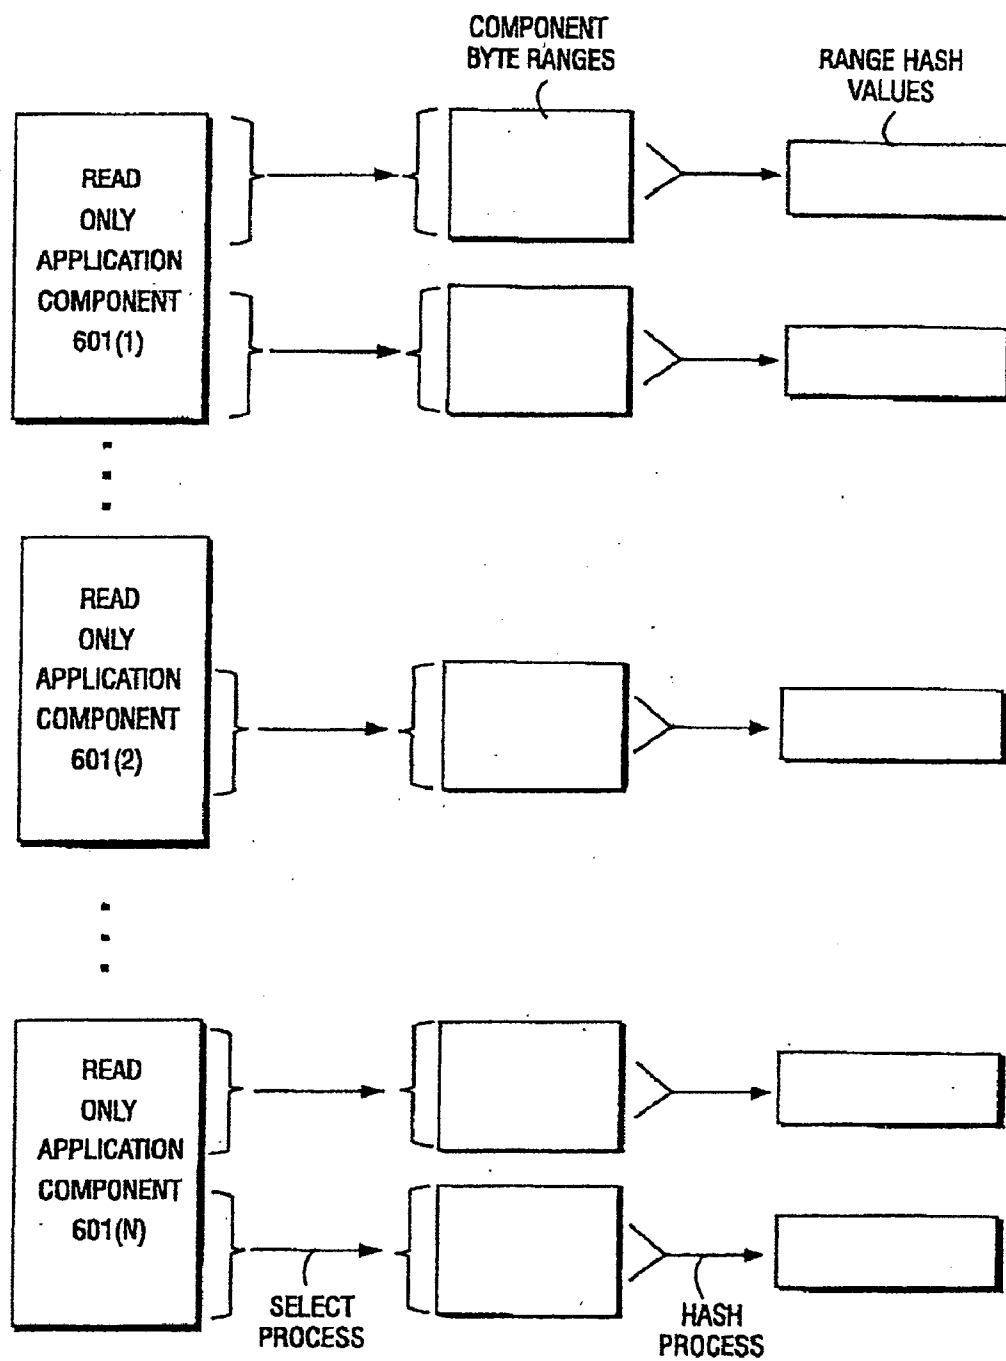 COMPONENT
BYTE RANGES
RANGE HASH
VALUES
READ
ONLY
APPLICATION
COMPONENT
601(1)
READ
ONLY
APPLICATION
COMPONENT
601(2)
READ
ONLY
APPLICATION
COMPONENT
601(N)
SELECT
PROCESS
HASH
PROCESS